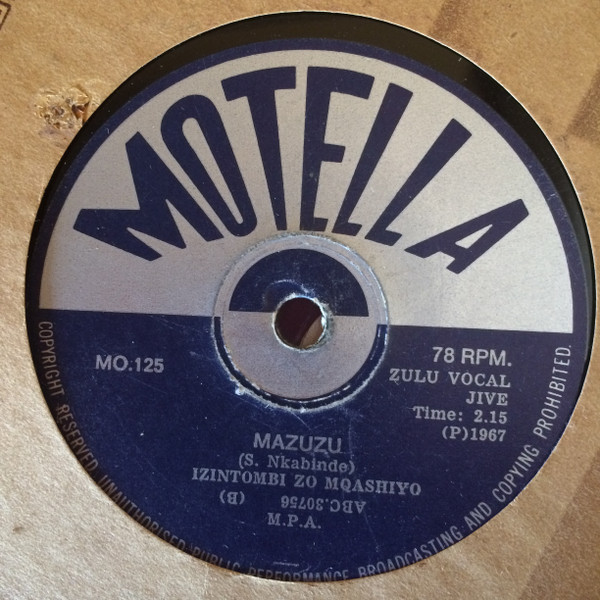 MOTELLA
MO.125
78 RPM.
ZULU VOCAL
JIVE
Time: 2.15
(P)1967
MAZUZU
(S. Nkabinde)
IZINTOMBI ZO MQASHIYO
ABC.30756 (B)
M.P.A.
COPYRIGHT RESERVED UNAUTHORISED PUBLIC PERFORMANCE BROADCASTING AND COPYING PROHIBITED.